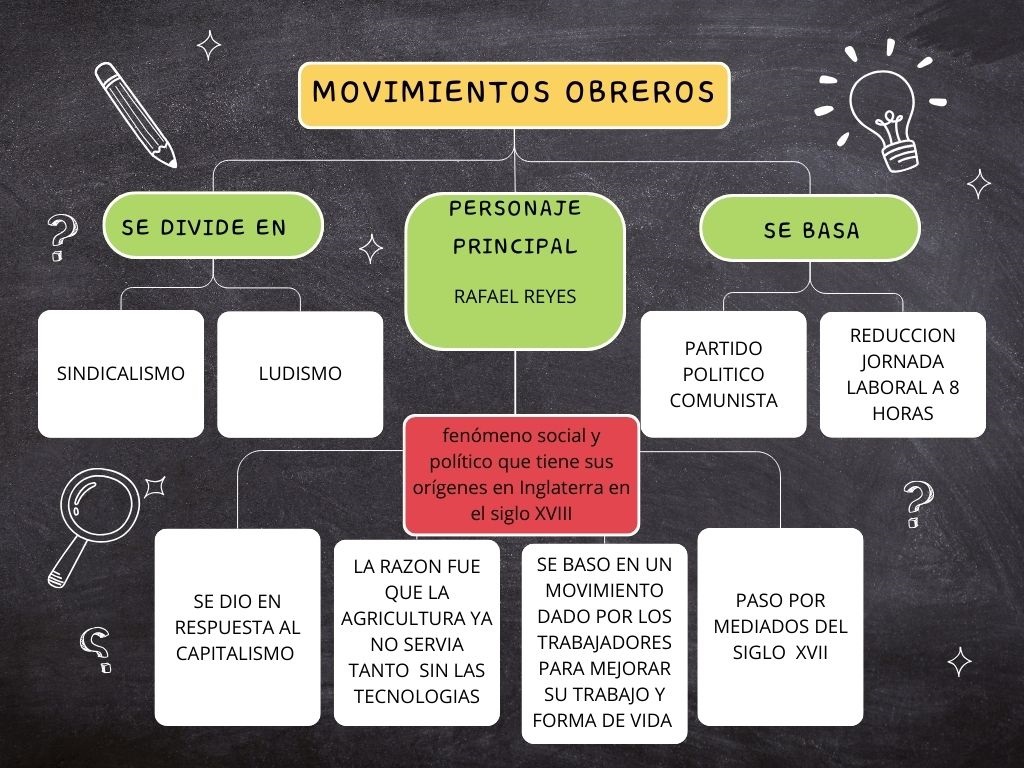 MOVIMIENTOS OBREROS
SE DIVIDE EN
PERSONAJE
PRINCIPAL
RAFAEL REYES
SE BASA
SINDICALISMO
LUDISMO
PARTIDO
POLITICO
COMUNISTA
REDUCCION
JORNADA
LABORAL A 8
HORAS
fenómeno social y
político que tiene sus
orígenes en Inglaterra en
el siglo XVIII
SE DIO EN
RESPUESTA AL
CAPITALISMO
LA RAZON FUE
QUE LA
AGRICULTURA YA
NO SERVIA
TANTO SIN LAS
TECNOLOGIAS
SE BASO EN UN
MOVIMIENTO
DADO POR LOS
TRABAJADORES
PARA MEJORAR
SU TRABAJO Y
FORMA DE VIDA
PASO POR
MEDIADOS DEL
SIGLO XVII